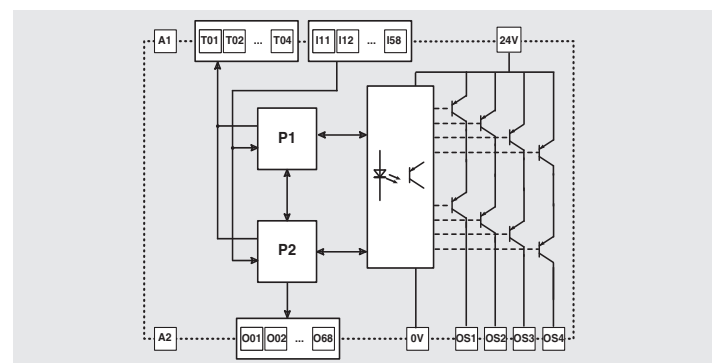 A1 T01 T02 ... T04 I11 I12 ... I58 24V
P1
P2
A2 O01 O02 ... O68 0V OS1 OS2 OS3 OS4